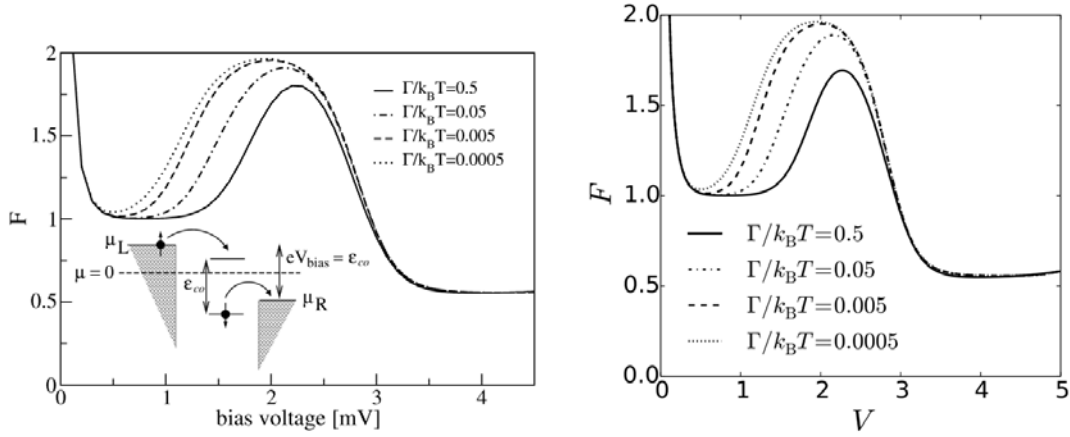 2
1.5
1
0.5
0
F
Γ/k_BT=0.5
Γ/k_BT=0.05
Γ/k_BT=0.005
Γ/k_BT=0.0005
μ_L
μ=0
ε_co
eV_bias = ε_co
μ_R
0 1 2 3 4
bias voltage [mV]
2.0
1.5
1.0
0.5
0.0
F
Γ/k_BT=0.5
Γ/k_BT=0.05
Γ/k_BT=0.005
Γ/k_BT=0.0005
0 1 2 3 4 5
V